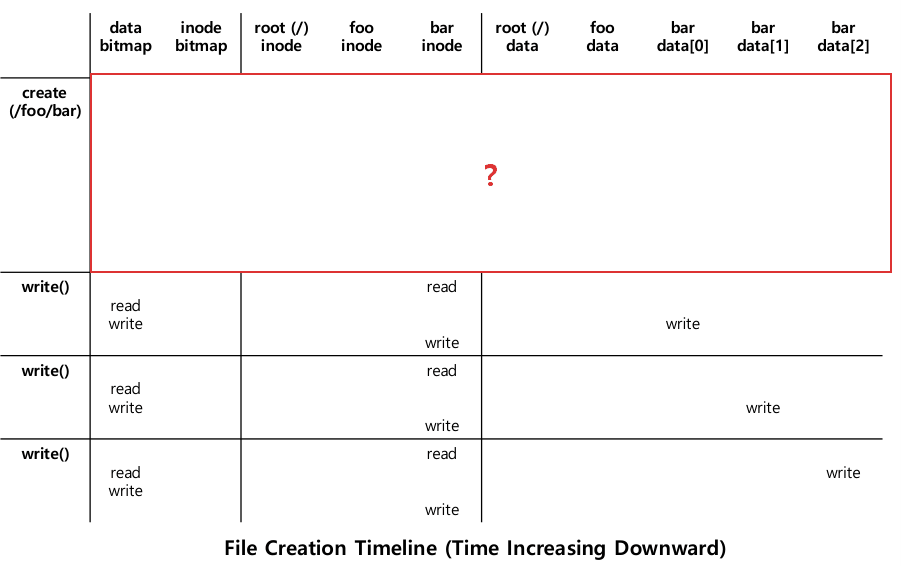 data bitmap inode bitmap root (/) inode foo inode bar inode root (/) data foo data bar data[0] bar data[1] bar data[2]
create (/foo/bar)
?
write() read
read
write write
write
write() read
read
write write
write
write() read
read write
write
write
File Creation Timeline (Time Increasing Downward)